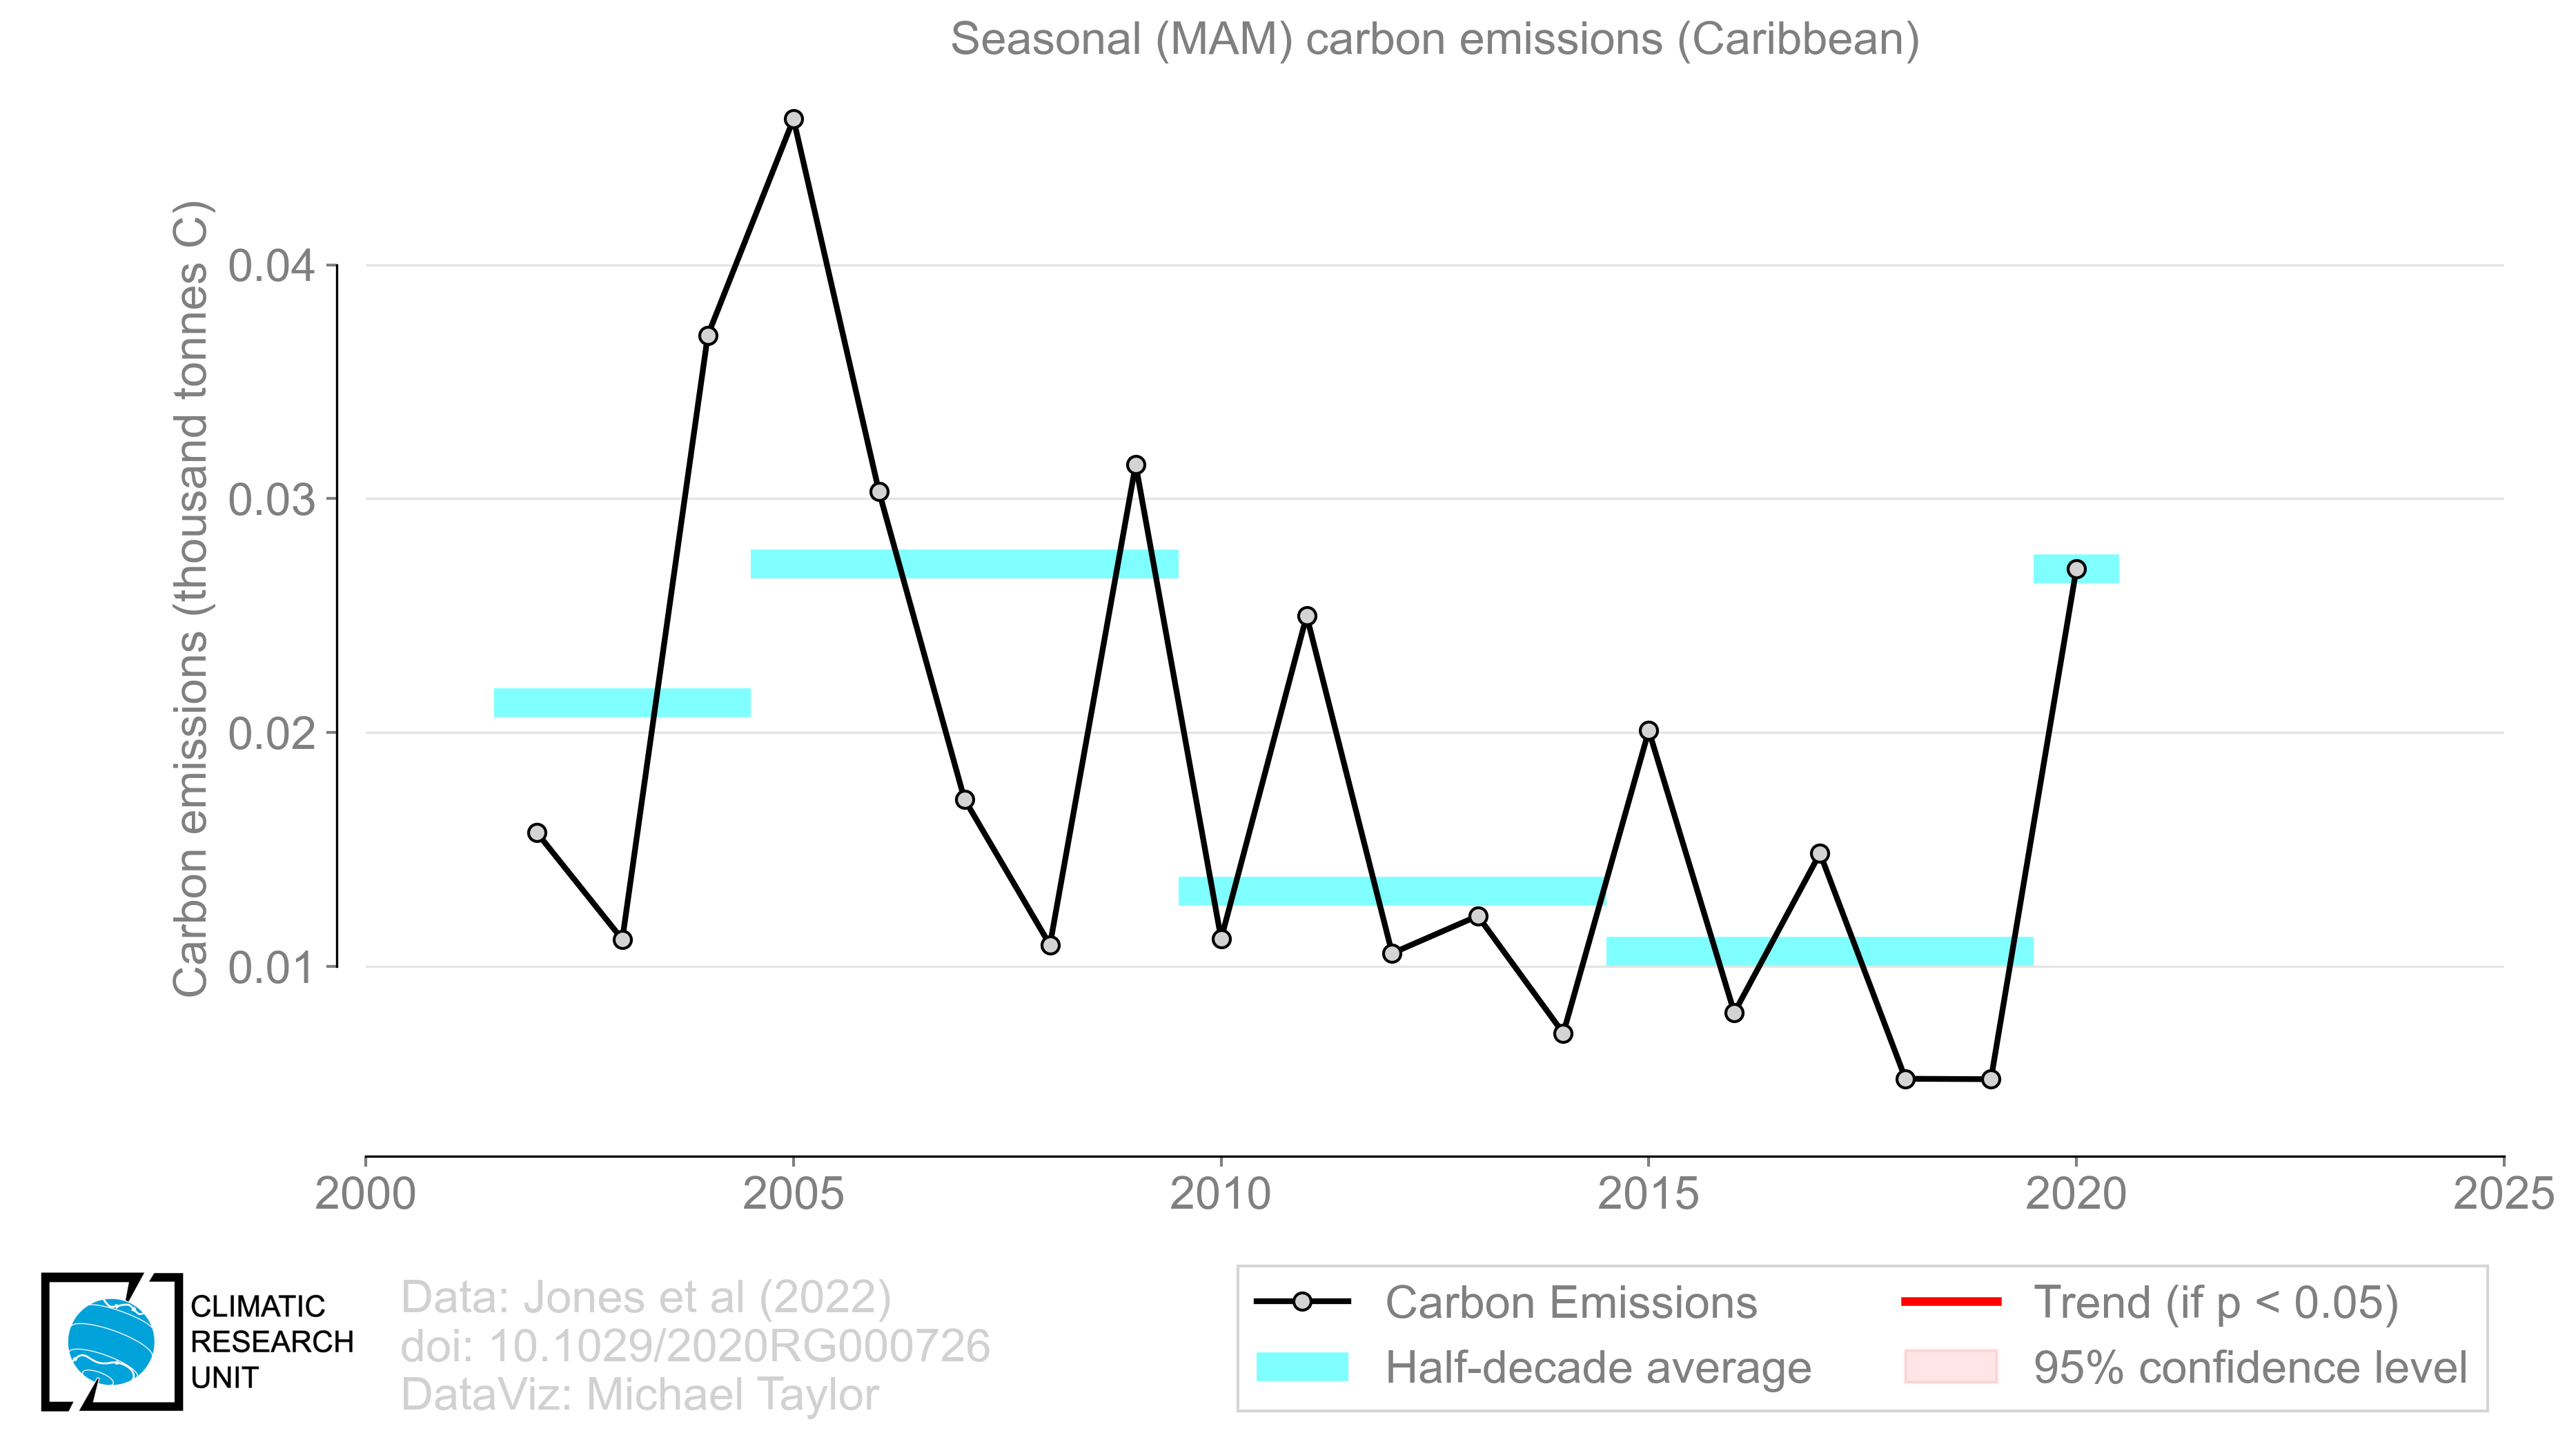 Seasonal (MAM) carbon emissions (Caribbean)
Carbon emissions (thousand tonnes C)
0.04
0.03
0.02
0.01
2000 2005 2010 2015 2020 2025
CLIMATIC
RESEARCH
UNIT
Data: Jones et al (2022)
doi: 10.1029/2020RG000726
DataViz: Michael Taylor
Carbon Emissions
Half-decade average
Trend (if p < 0.05)
95% confidence level